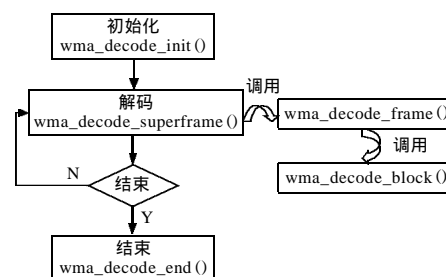 初始化
wma_decode_init()
调用
解码
wma_decode_superframe()
wma_decode_frame()
调用
N
结束
wma_decode_block()
Y
结束
wma_decode_end()